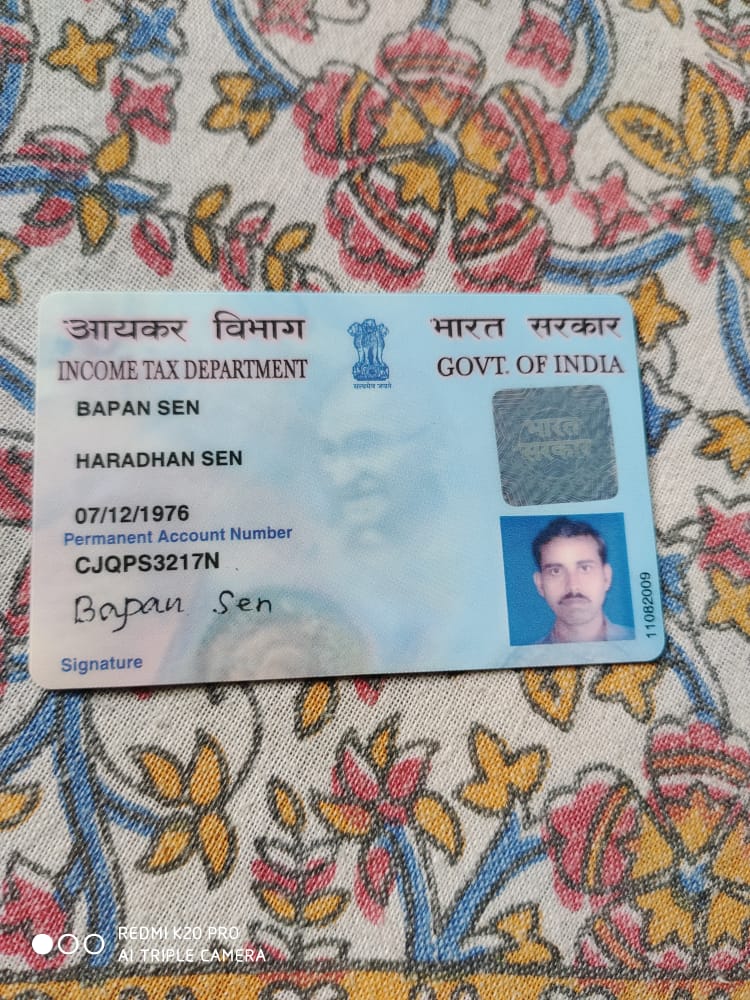 आयकर विभाग
INCOME TAX DEPARTMENT
सत्यमेव जयते
भारत सरकार
GOVT. OF INDIA
BAPAN SEN
HARADHAN SEN
07/12/1976
Permanent Account Number
CJQPS3217N
Bapan Sen
Signature
भारत
सरकार
11082009
REDMI K20 PRO
AI TRIPLE CAMERA